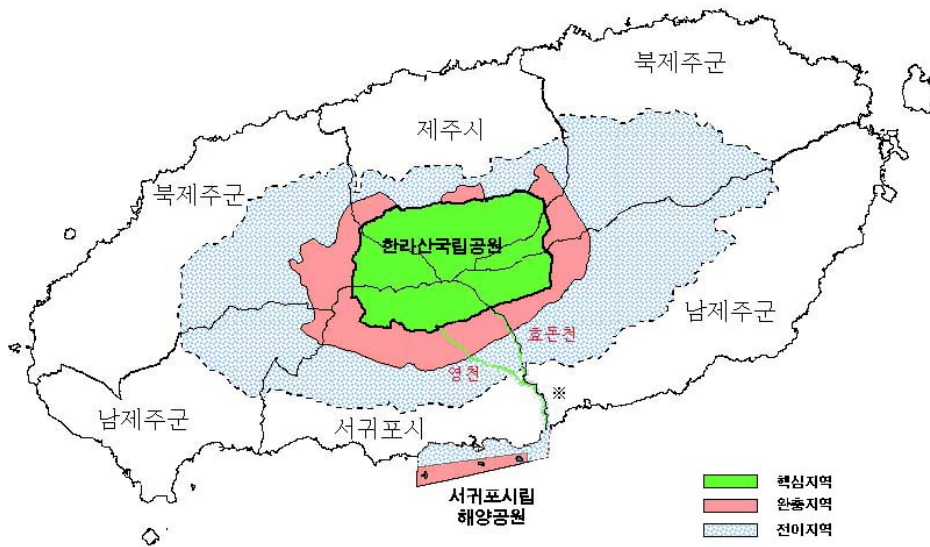 북제주군
제주시
북제주군
한라산국립공원
남제주군
효돈천
영천
※
남제주군
서귀포시
서귀포시립
해양공원
핵심지역
완충지역
전이지역